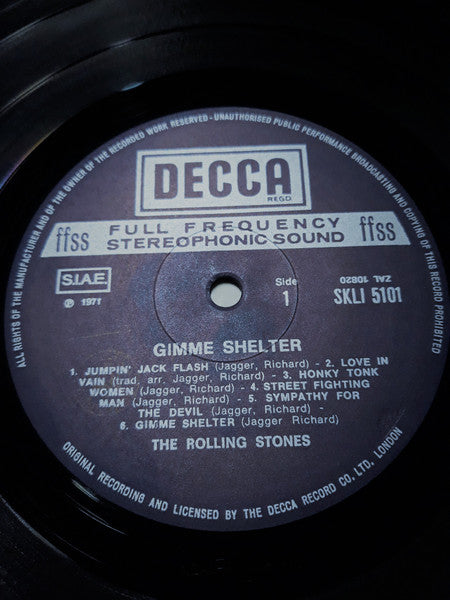 ALL RIGHTS OF THE MANUFACTURER AND OF THE OWNER OF THE RECORDED WORK RESERVED - UNAUTHORISED PUBLIC PERFORMANCE BROADCASTING AND COPYING OF THIS RECORD PROHIBITED
DECCA
REGD.
ffss FULL FREQUENCY STEREOPHONIC SOUND ffss
S.I.A.E.
℗ 1971
Side
1
ZAL 10820
SKLI 5101
GIMME SHELTER
1. JUMPIN' JACK FLASH (Jagger, Richard) - 2. LOVE IN
VAIN (trad, arr. Jagger, Richard) - 3. HONKY TONK
WOMEN (Jagger, Richard) - 4. STREET FIGHTING
MAN (Jagger, Richard) - 5. SYMPATHY FOR
THE DEVIL (Jagger, Richard) -
6. GIMME SHELTER (Jagger Richard)
THE ROLLING STONES
ORIGINAL RECORDING AND LICENSED BY THE DECCA RECORD CO. LTD. LONDON